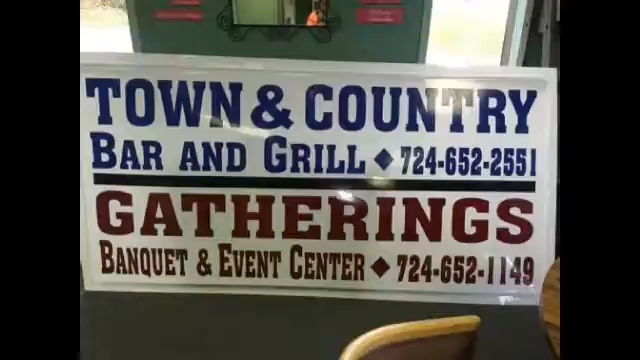 TOWN & COUNTRY
BAR AND GRILL ◆ 724-652-2551
GATHERINGS
BANQUET & EVENT CENTER ◆ 724-652-1149